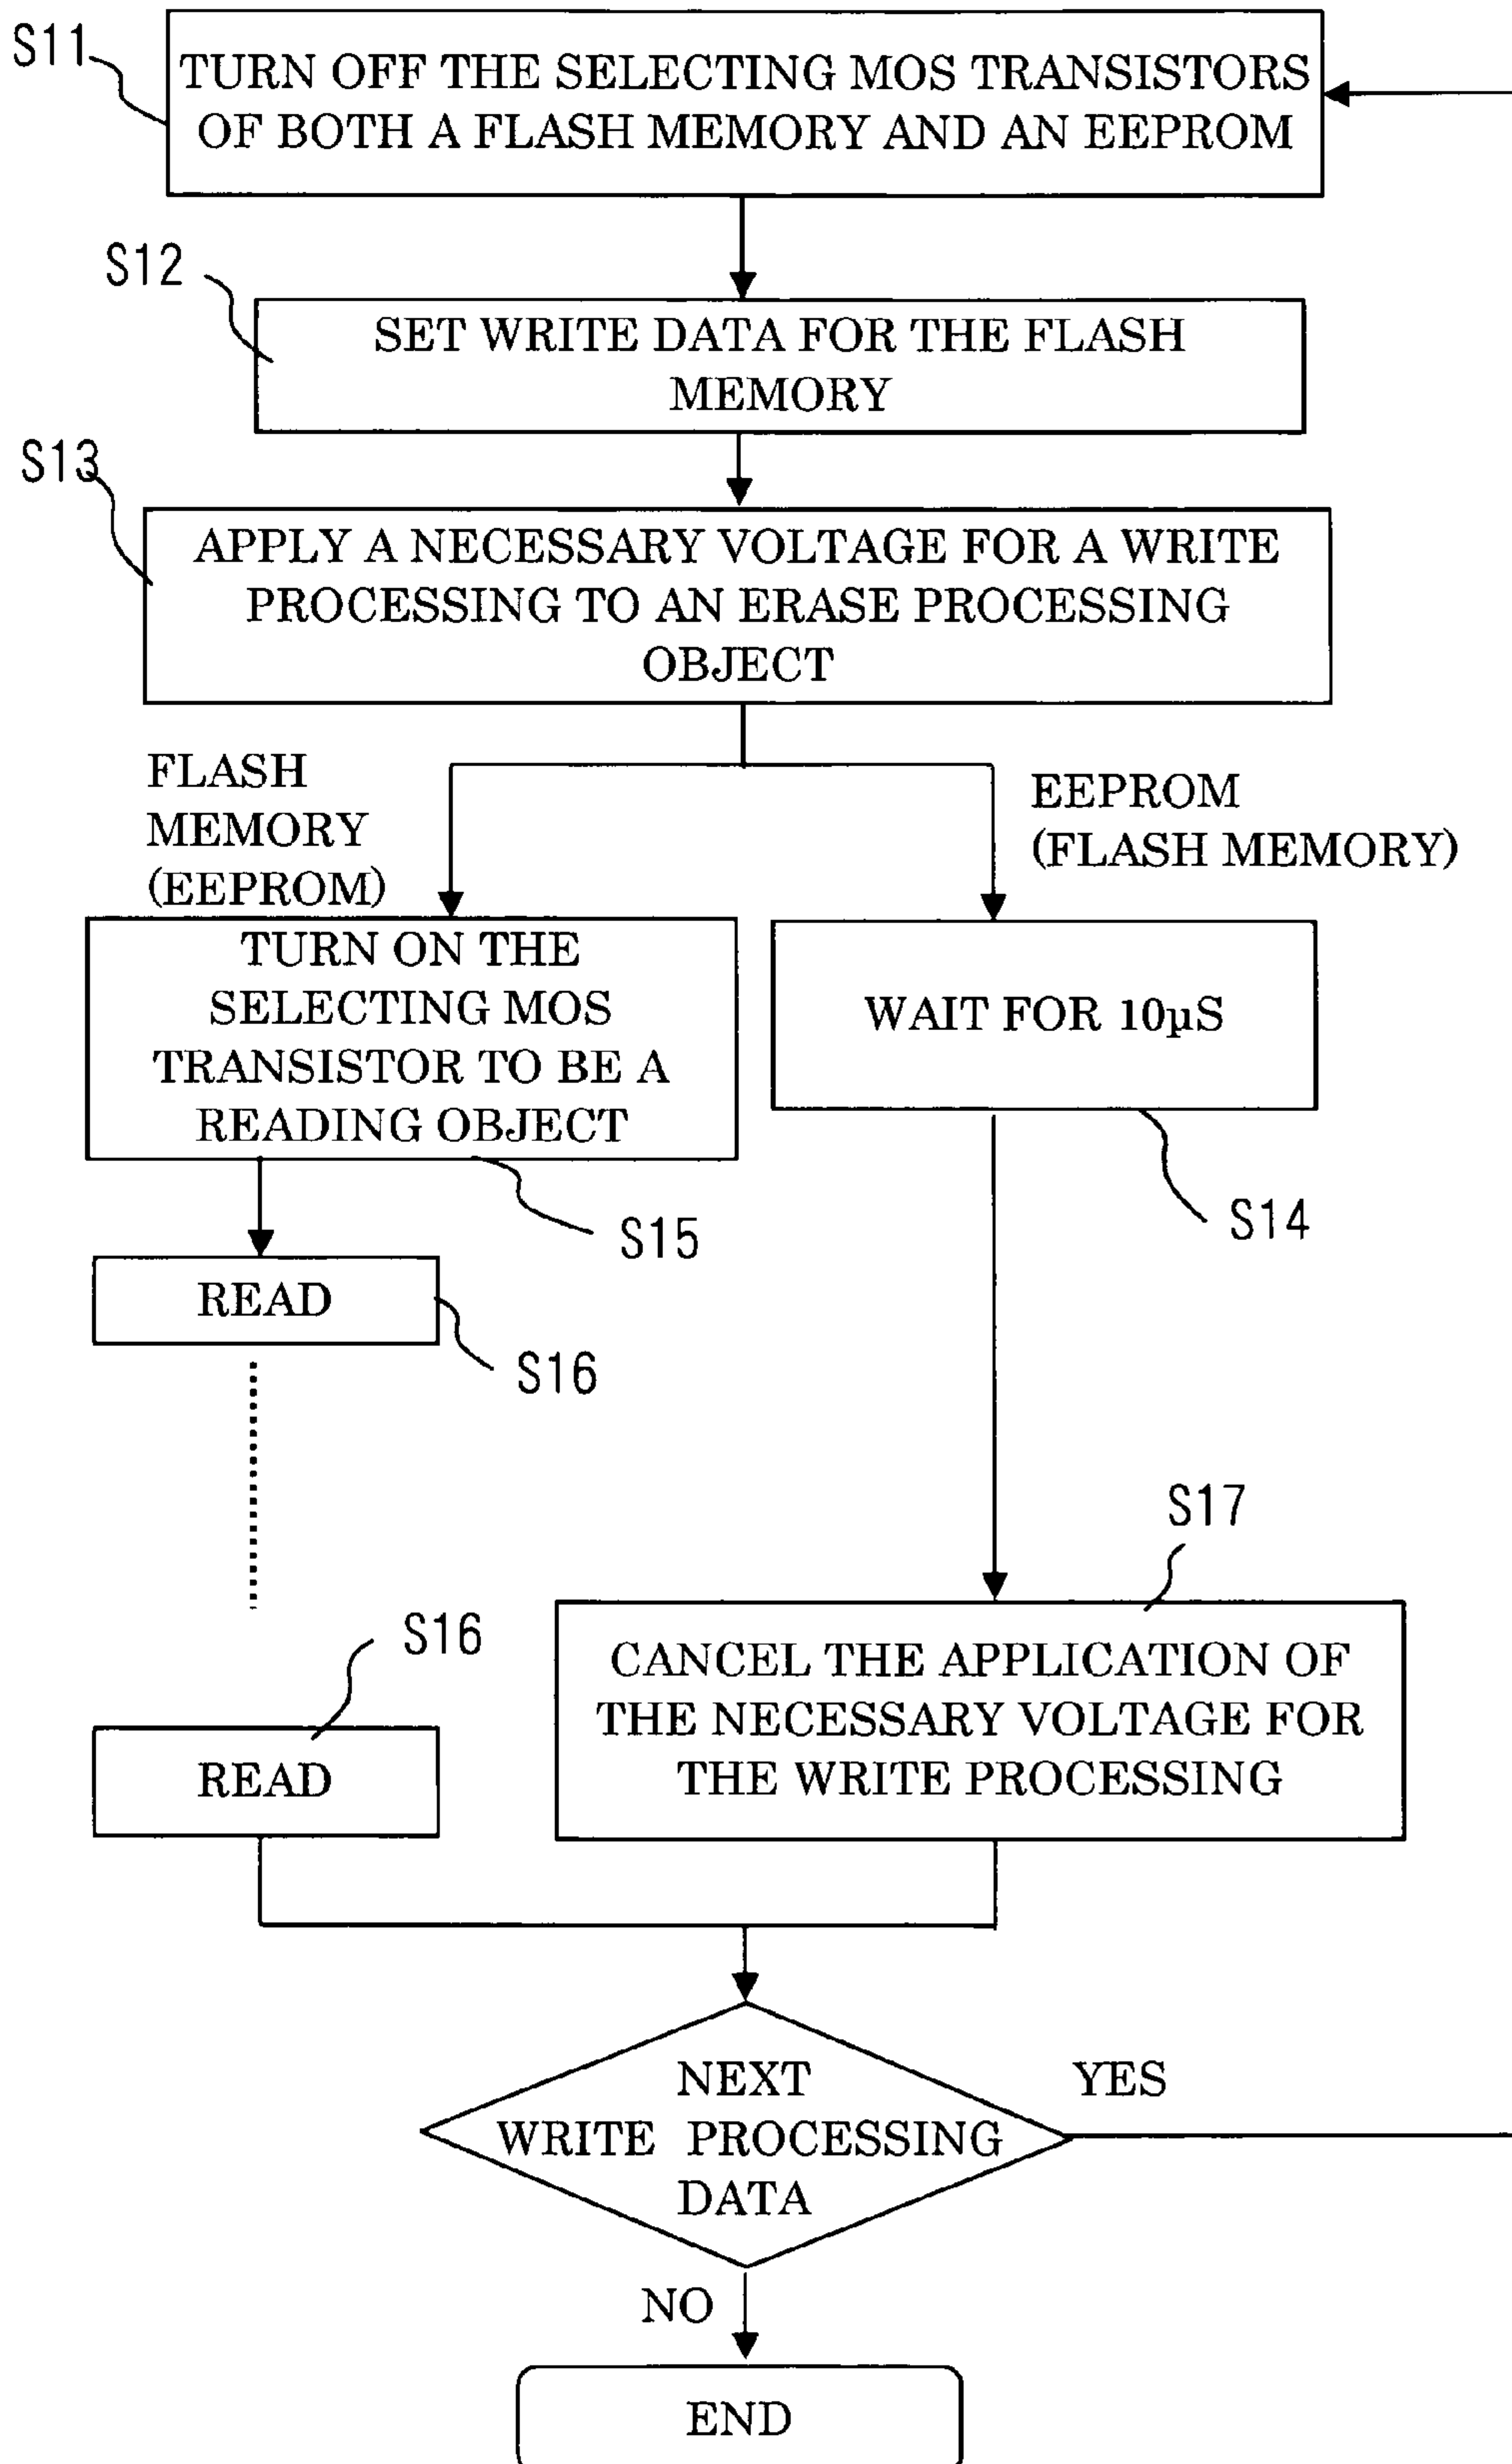 S11
TURN OFF THE SELECTING MOS TRANSISTORS
OF BOTH A FLASH MEMORY AND AN EEPROM
S12
SET WRITE DATA FOR THE FLASH
MEMORY
S13
APPLY A NECESSARY VOLTAGE FOR A WRITE
PROCESSING TO AN ERASE PROCESSING
OBJECT
FLASH
MEMORY
(EEPROM)
EEPROM
(FLASH MEMORY)
TURN ON THE
SELECTING MOS
TRANSISTOR TO BE A
READING OBJECT
WAIT FOR 10µS
S15
S14
READ
S16
S17
S16
READ
CANCEL THE APPLICATION OF
THE NECESSARY VOLTAGE FOR
THE WRITE PROCESSING
NEXT
WRITE PROCESSING
DATA
YES
NO
END